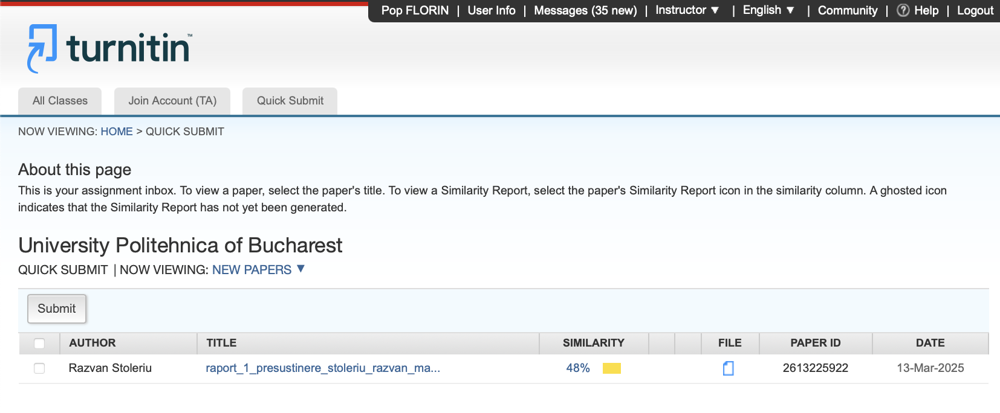 Pop FLORIN | User Info | Messages (35 new) | Instructor ▼ | English ▼ | Community | ? Help | Logout
turnitin™
All Classes Join Account (TA) Quick Submit
NOW VIEWING: HOME > QUICK SUBMIT
About this page
This is your assignment inbox. To view a paper, select the paper's title. To view a Similarity Report, select the paper's Similarity Report icon in the similarity column. A ghosted icon
indicates that the Similarity Report has not yet been generated.
University Politehnica of Bucharest
QUICK SUBMIT | NOW VIEWING: NEW PAPERS ▼
Submit
AUTHOR TITLE SIMILARITY FILE PAPER ID DATE
Razvan Stoleriu raport_1_presustinere_stoleriu_razvan_ma... 48% 2613225922 13-Mar-2025